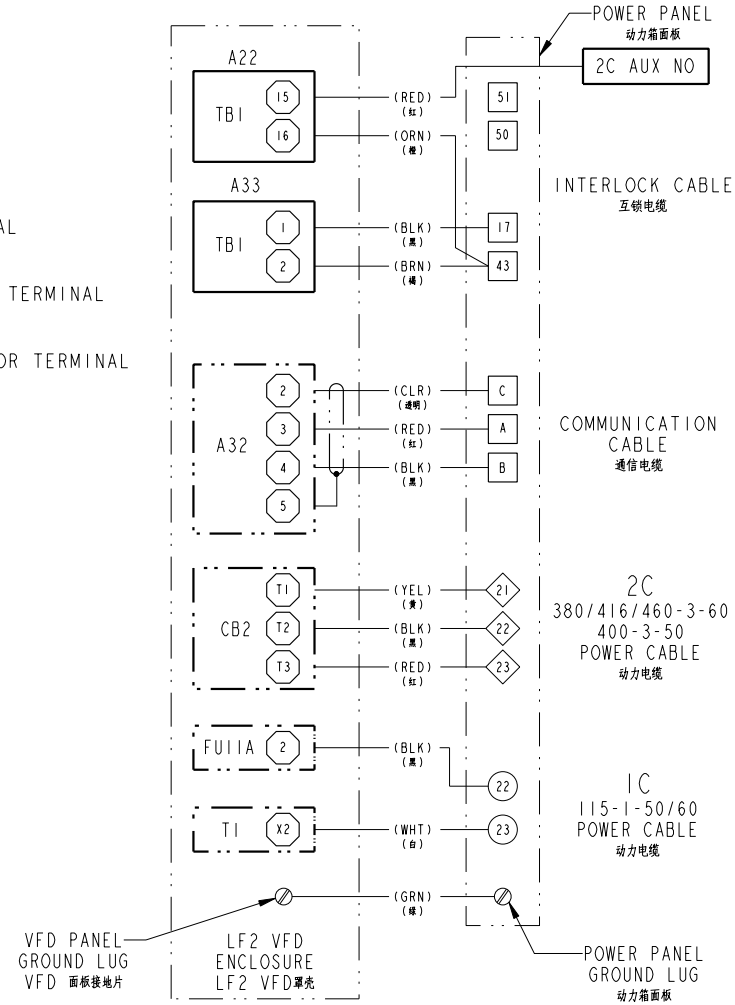 POWER PANEL
动力箱面板
2C AUX NO
A22
TB1
15
16
(RED)
(红)
(ORN)
(橙)
51
50
INTERLOCK CABLE
互锁电缆
A33
TB1
1
2
(BLK)
(黑)
(BRN)
(褐)
17
43
AL
TERMINAL
OR TERMINAL
A32
2
3
4
5
(CLR)
(透明)
(RED)
(红)
(BLK)
(黑)
C
A
B
COMMUNICATION
CABLE
通信电缆
CB2
T1
T2
T3
(YEL)
(黄)
(BLK)
(黑)
(RED)
(红)
21
22
23
2C
380/416/460-3-60
400-3-50
POWER CABLE
动力电缆
FU11A
2
(BLK)
(黑)
22
T1
X2
(WHT)
(白)
23
1C
115-1-50/60
POWER CABLE
动力电缆
(GRN)
(绿)
VFD PANEL
GROUND LUG
VFD 面板接地片
LF2 VFD
ENCLOSURE
LF2 VFD罩壳
POWER PANEL
GROUND LUG
动力箱面板